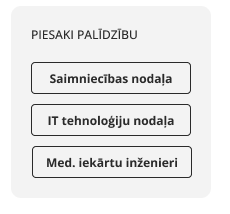 PIESAKI PALĪDZĪBU
Saimniecības nodaļa
IT tehnoloģiju nodaļa
Med. iekārtu inženieri